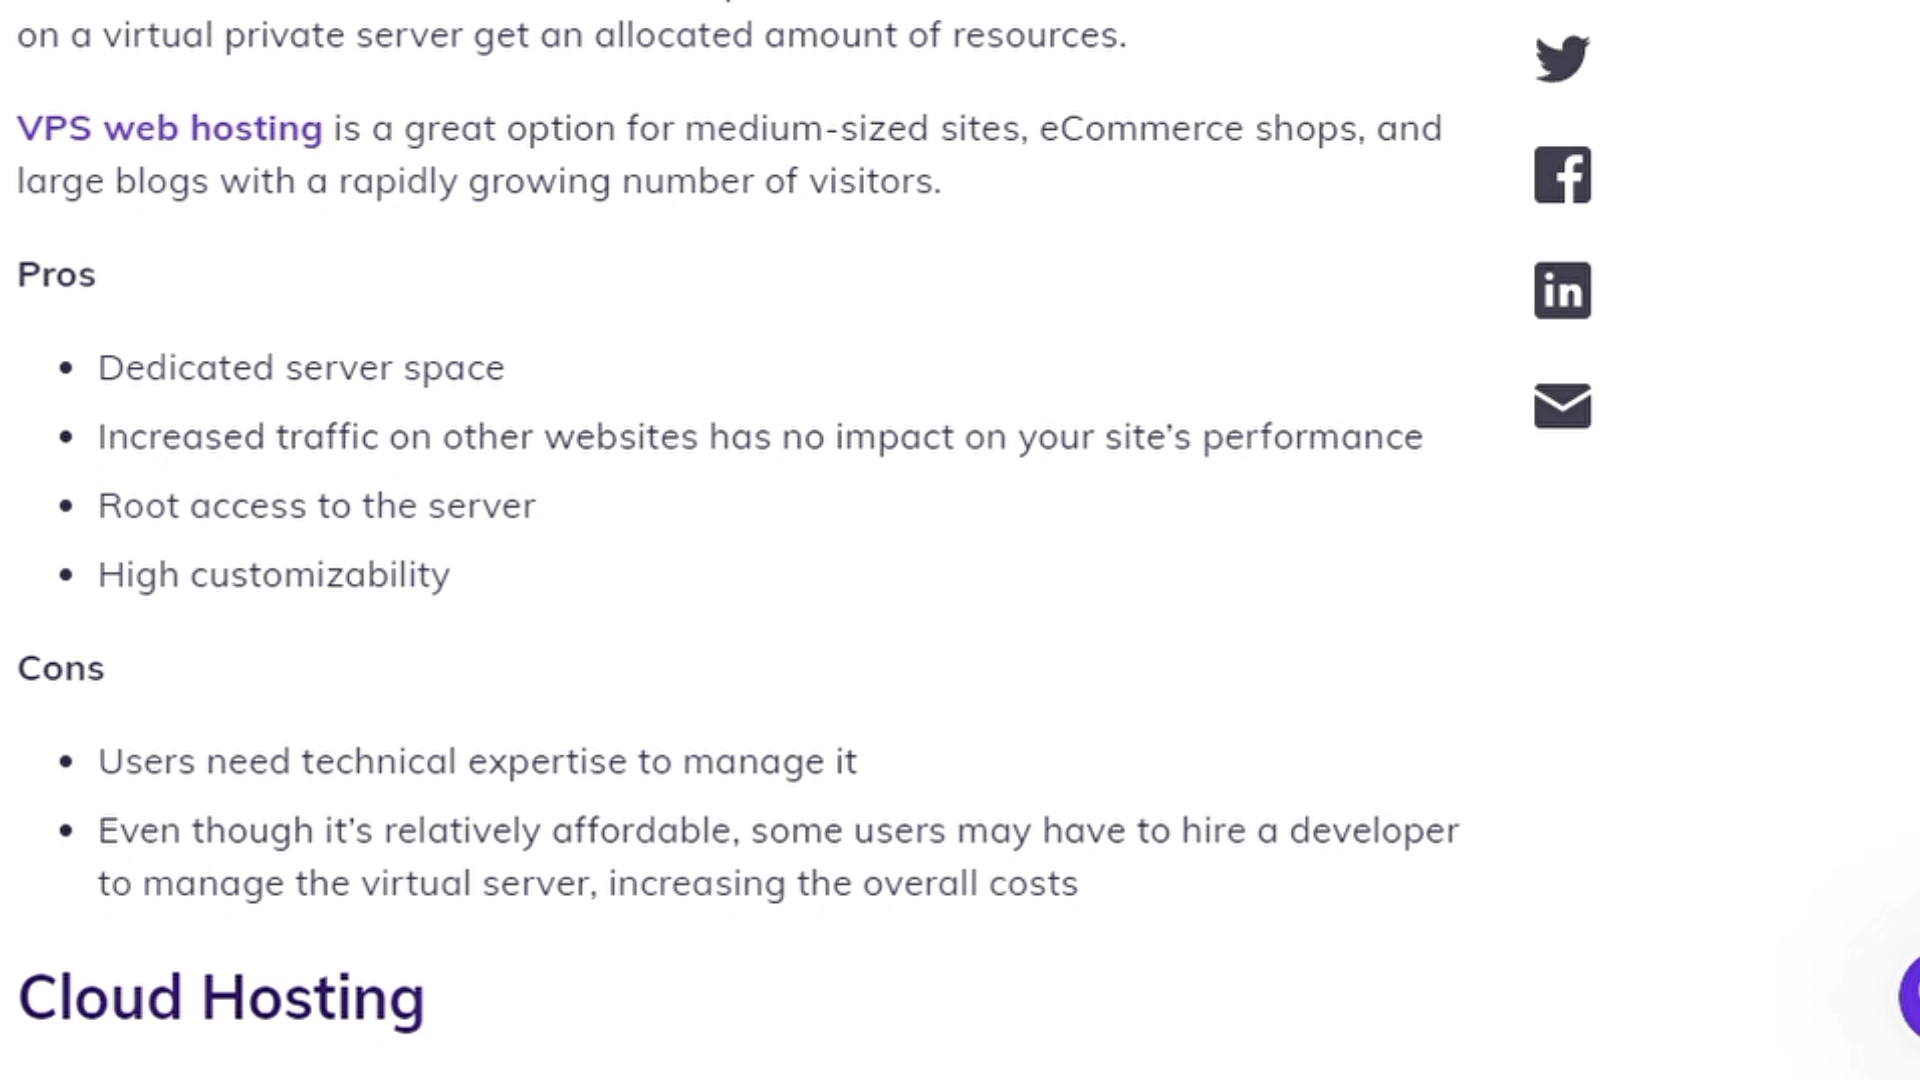 on a virtual private server get an allocated amount of resources.
VPS web hosting is a great option for medium-sized sites, eCommerce shops, and
large blogs with a rapidly growing number of visitors.
Pros
Dedicated server space
Increased traffic on other websites has no impact on your site’s performance
Root access to the server
High customizability
Cons
Users need technical expertise to manage it
Even though it’s relatively affordable, some users may have to hire a developer
to manage the virtual server, increasing the overall costs
Cloud Hosting